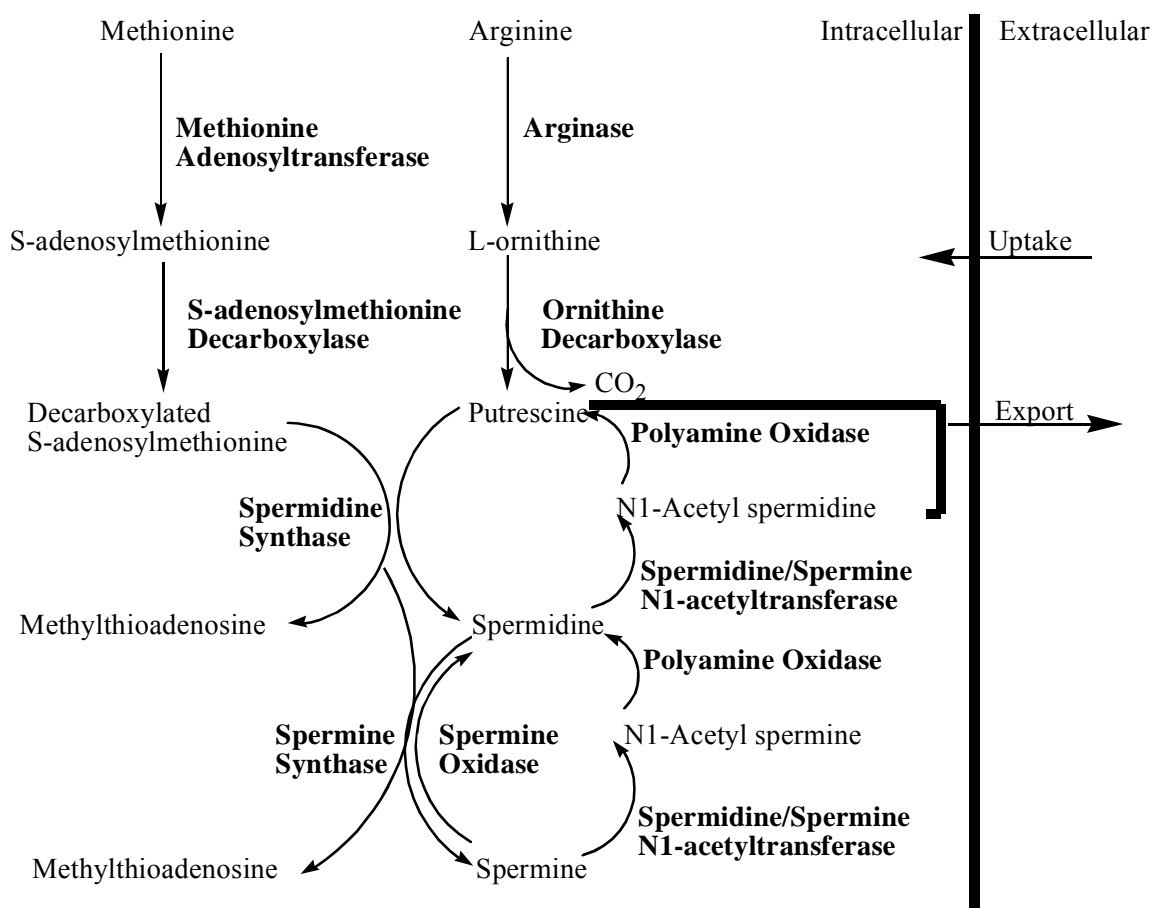 Methionine
Arginine
Intracellular
Extracellular
Methionine
Adenosyltransferase
Arginase
S-adenosylmethionine
L-ornithine
Uptake
S-adenosylmethionine
Decarboxylase
Ornithine
Decarboxylase
CO2
Decarboxylated
S-adenosylmethionine
Putrescine
Export
Polyamine Oxidase
Spermidine
Synthase
N1-Acetyl spermidine
Spermidine/Spermine
N1-acetyltransferase
Methylthioadenosine
Spermidine
Polyamine Oxidase
Spermine
Synthase
Spermine
Oxidase
N1-Acetyl spermine
Spermidine/Spermine
N1-acetyltransferase
Methylthioadenosine
Spermine